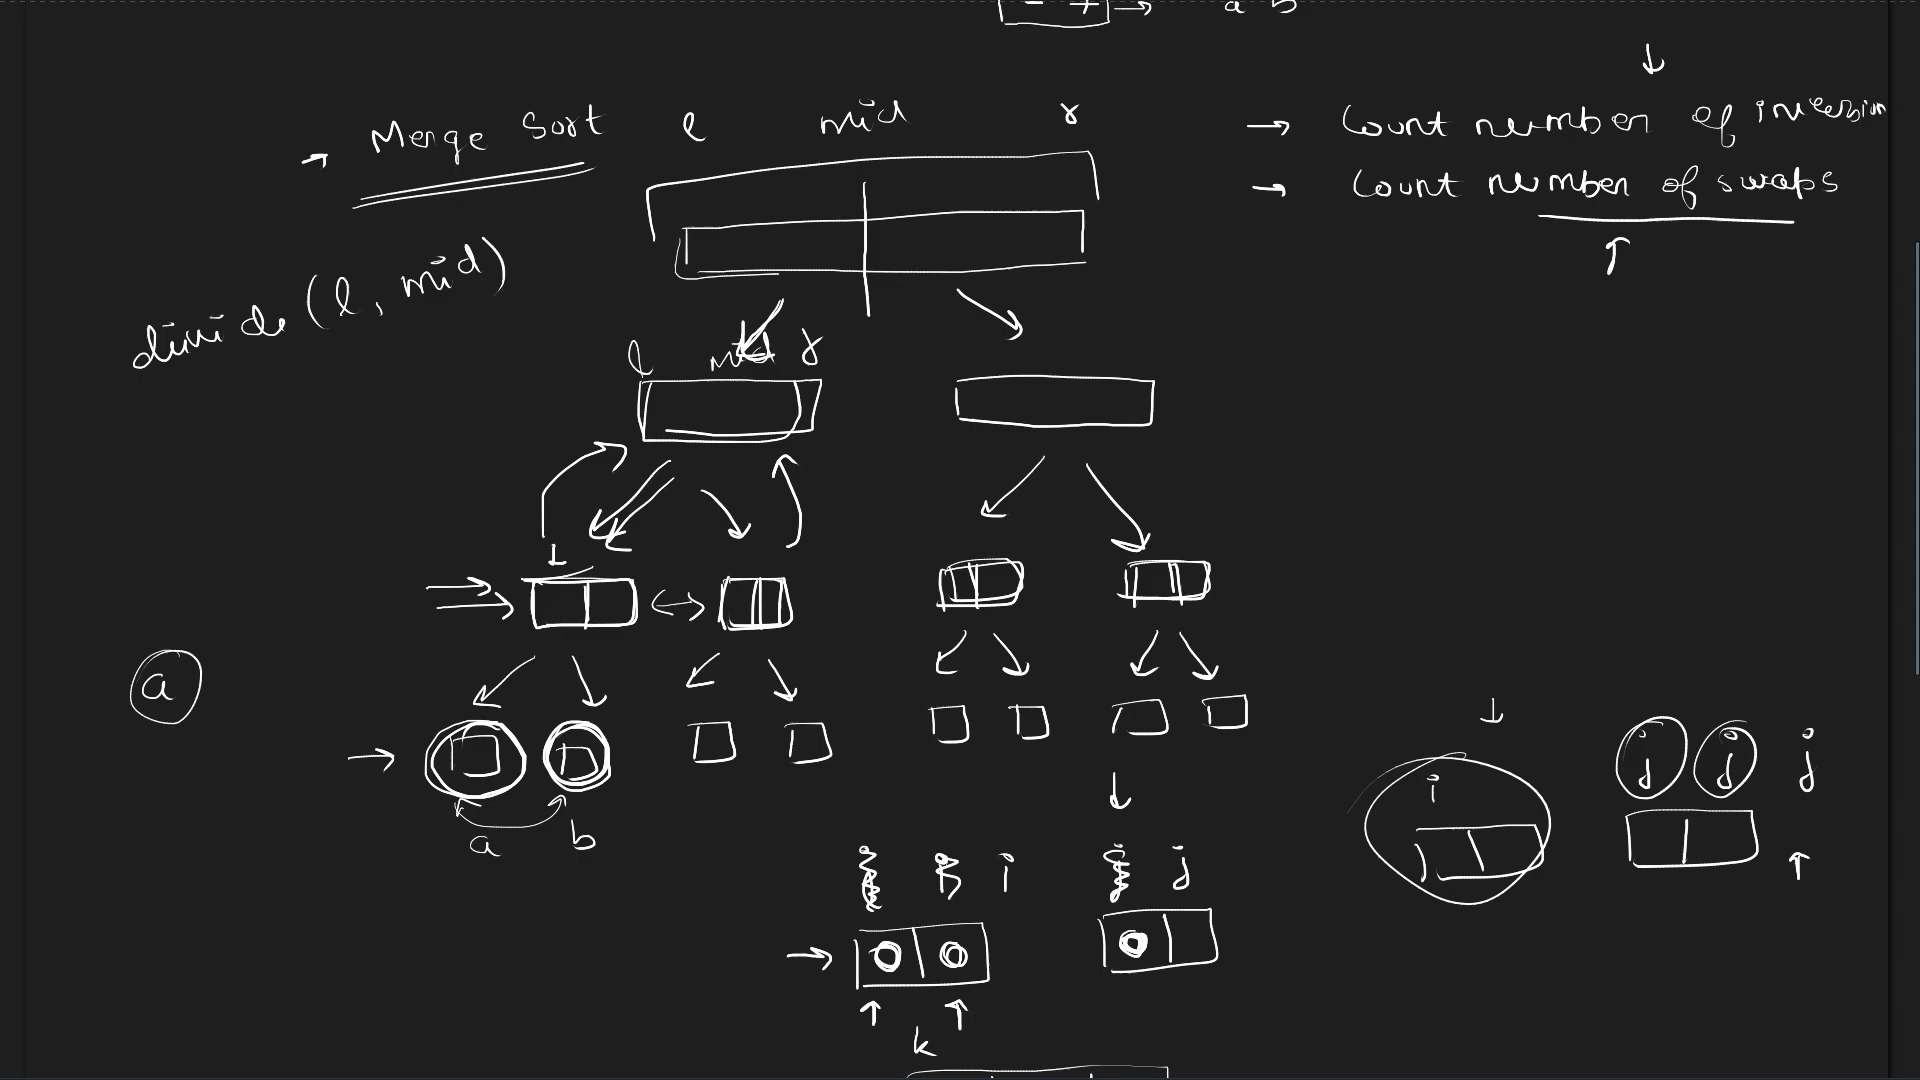 - + → a b
→ Merge Sort l mid r
→ Count number of inversion
→ Count number of swaps
divide (l, mid)
l mid r
a
a b
i j j j
i j
k